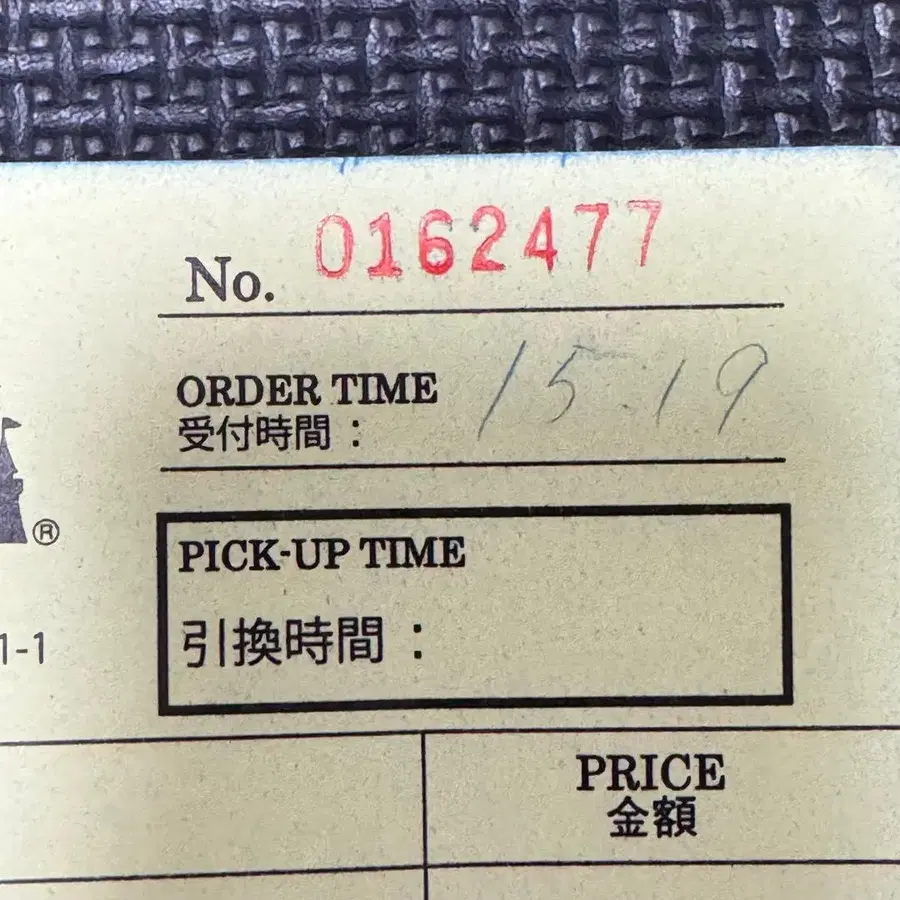 No. 0162477
ORDER TIME 15:19
受付時間：
®
PICK-UP TIME
引換時間：
1-1
PRICE
金額